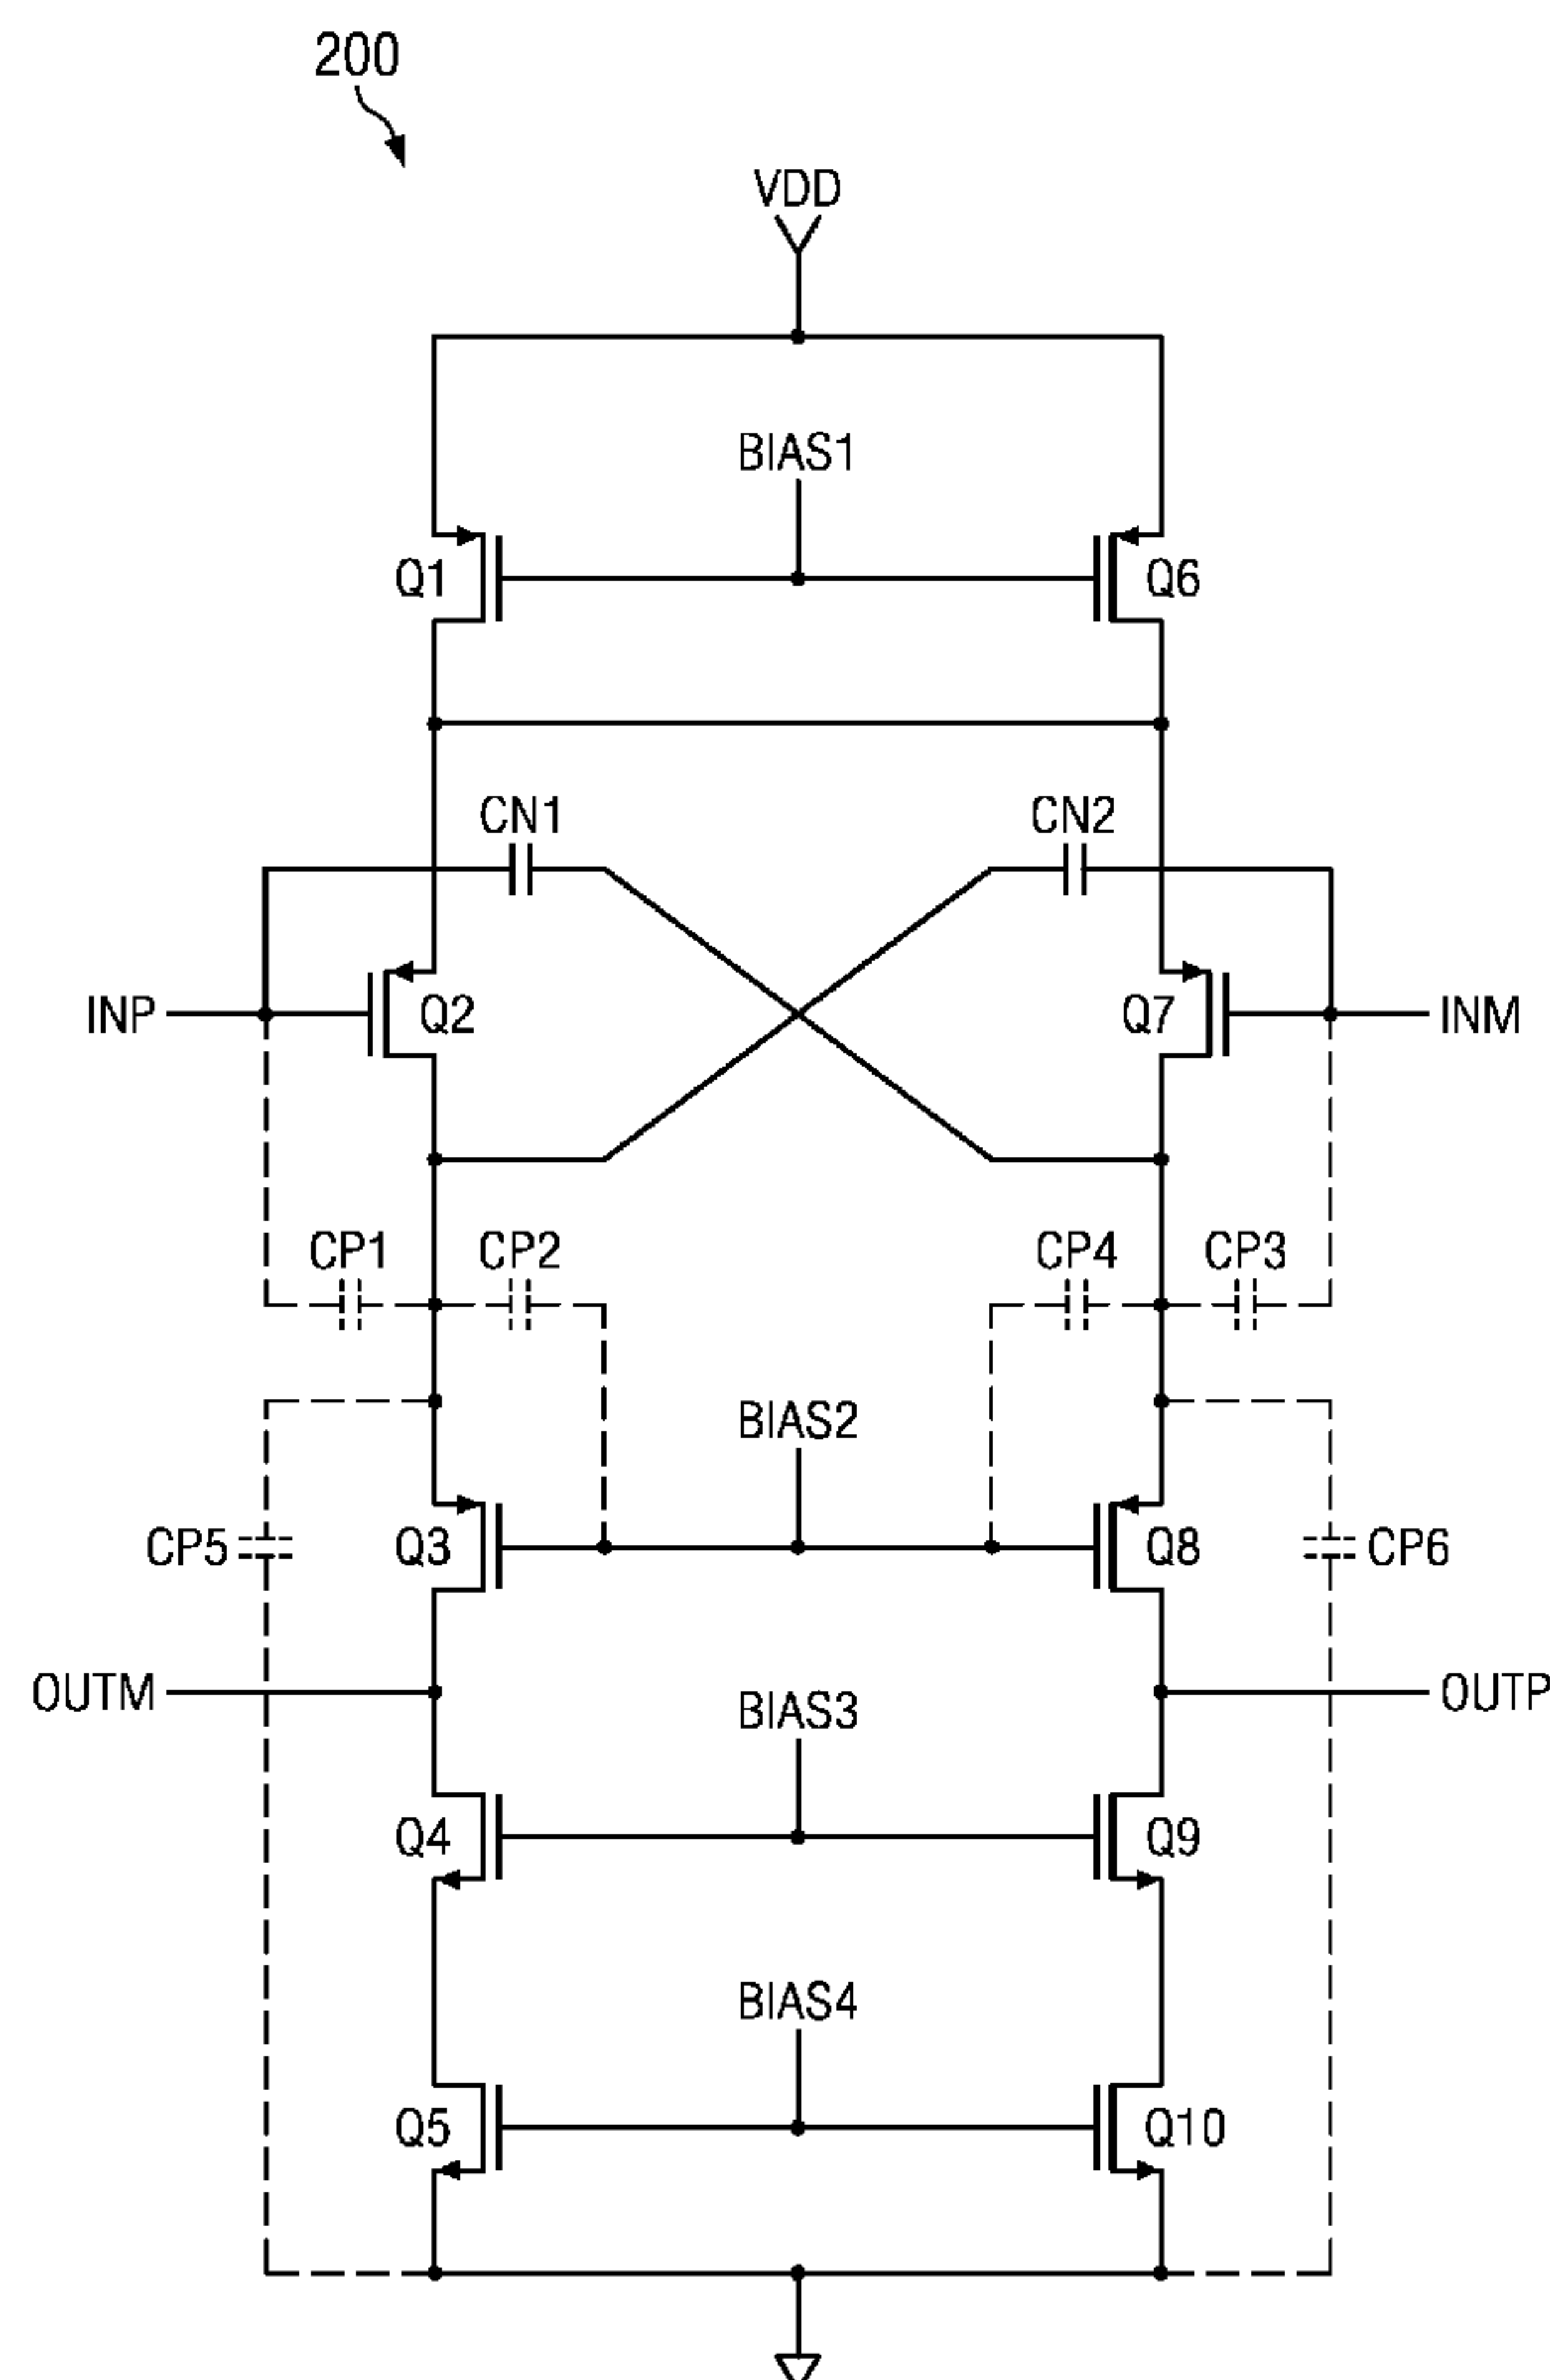 200
VDD
BIAS1
Q1
Q6
CN1
CN2
INP
Q2
Q7
INM
CP1
CP2
CP4
CP3
BIAS2
CP5
Q3
Q8
CP6
OUTM
BIAS3
OUTP
Q4
Q9
BIAS4
Q5
Q10